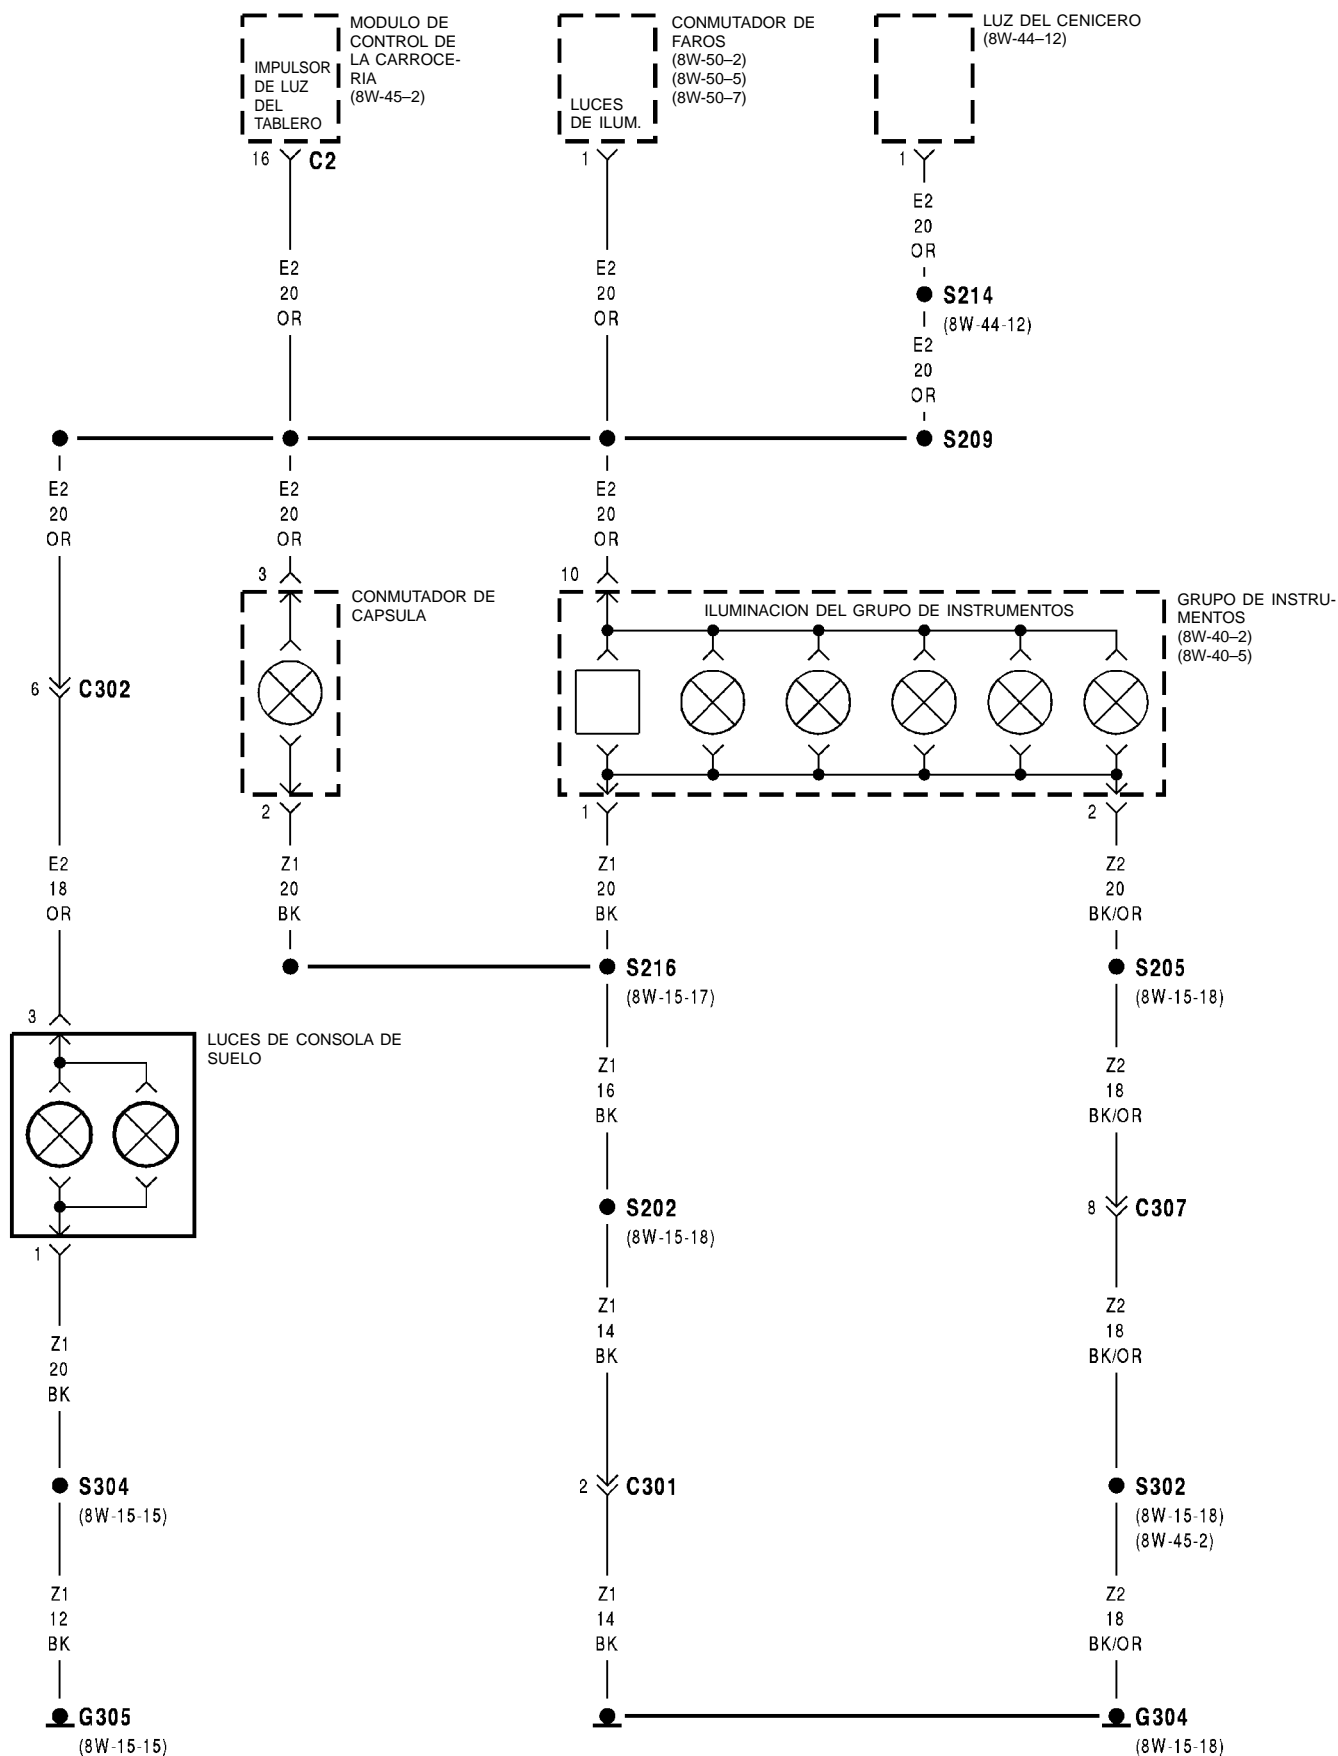 MODULO DE
CONTROL DE
LA CARROCE-
RIA
(8W-45–2)
IMPULSOR
DE LUZ
DEL
TABLERO
16
C2
CONMUTADOR DE
FAROS
(8W-50–2)
(8W-50–5)
(8W-50–7)
LUCES
DE ILUM.
1
LUZ DEL CENICERO
(8W-44–12)
1
E2
20
OR
E2
20
OR
E2
20
OR
S214
(8W-44-12)
E2
20
OR
S209
E2
20
OR
E2
20
OR
E2
20
OR
3
CONMUTADOR DE
CAPSULA
10
ILUMINACION DEL GRUPO DE INSTRUMENTOS
GRUPO DE INSTRU-
MENTOS
(8W-40–2)
(8W-40–5)
6
C302
2
1
2
E2
18
OR
Z1
20
BK
Z1
20
BK
Z2
20
BK/OR
S216
(8W-15-17)
S205
(8W-15-18)
3
LUCES DE CONSOLA DE
SUELO
Z1
16
BK
Z2
18
BK/OR
S202
(8W-15-18)
8
C307
1
Z1
20
BK
Z1
14
BK
Z2
18
BK/OR
S304
(8W-15-15)
2
C301
S302
(8W-15-18)
(8W-45-2)
Z1
12
BK
Z1
14
BK
Z2
18
BK/OR
G305
(8W-15-15)
G304
(8W-15-18)